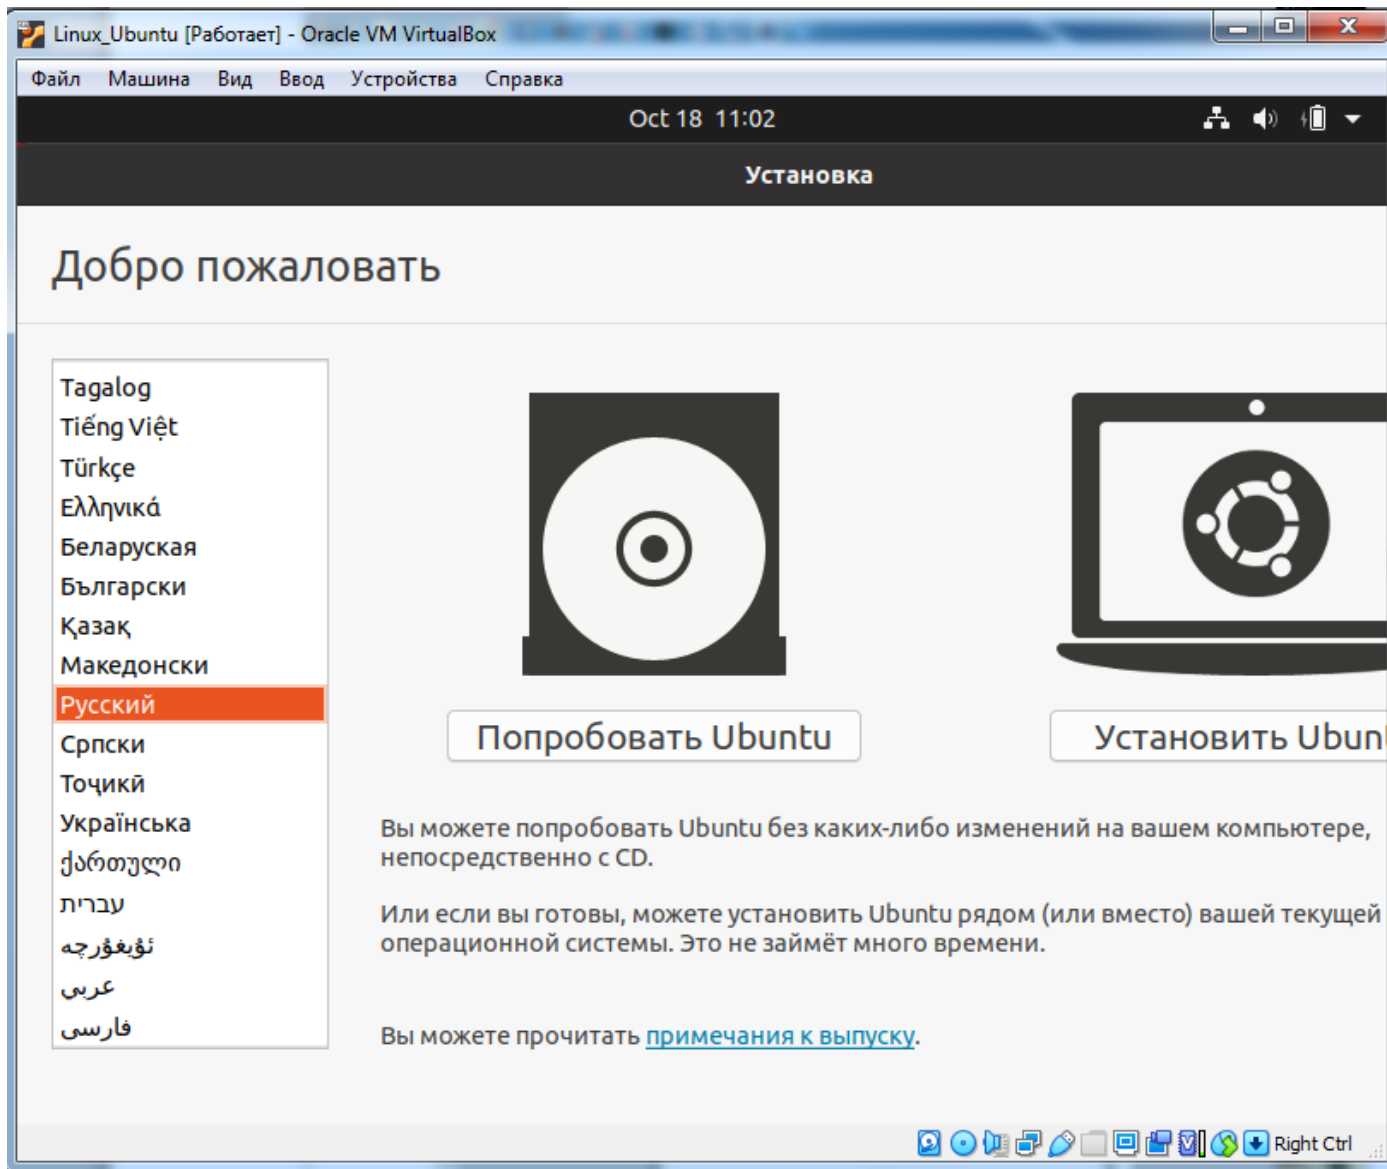 Linux_Ubuntu [Работает] - Oracle VM VirtualBox
Файл Машина Вид Ввод Устройства Справка
Oct 18 11:02
Установка
Добро пожаловать
Tagalog
Tiếng Việt
Türkçe
Ελληνικά
Беларуская
Български
Қазақ
Македонски
Русский
Српски
Тоҷикӣ
Українська
ქართული
עברית
ئۇيغۇرچە
عربي
فارسی
Попробовать Ubuntu
Установить Ubun
Вы можете попробовать Ubuntu без каких-либо изменений на вашем компьютере,
непосредственно с CD.
Или если вы готовы, можете установить Ubuntu рядом (или вместо) вашей текущей
операционной системы. Это не займёт много времени.
Вы можете прочитать примечания к выпуску.
Right Ctrl